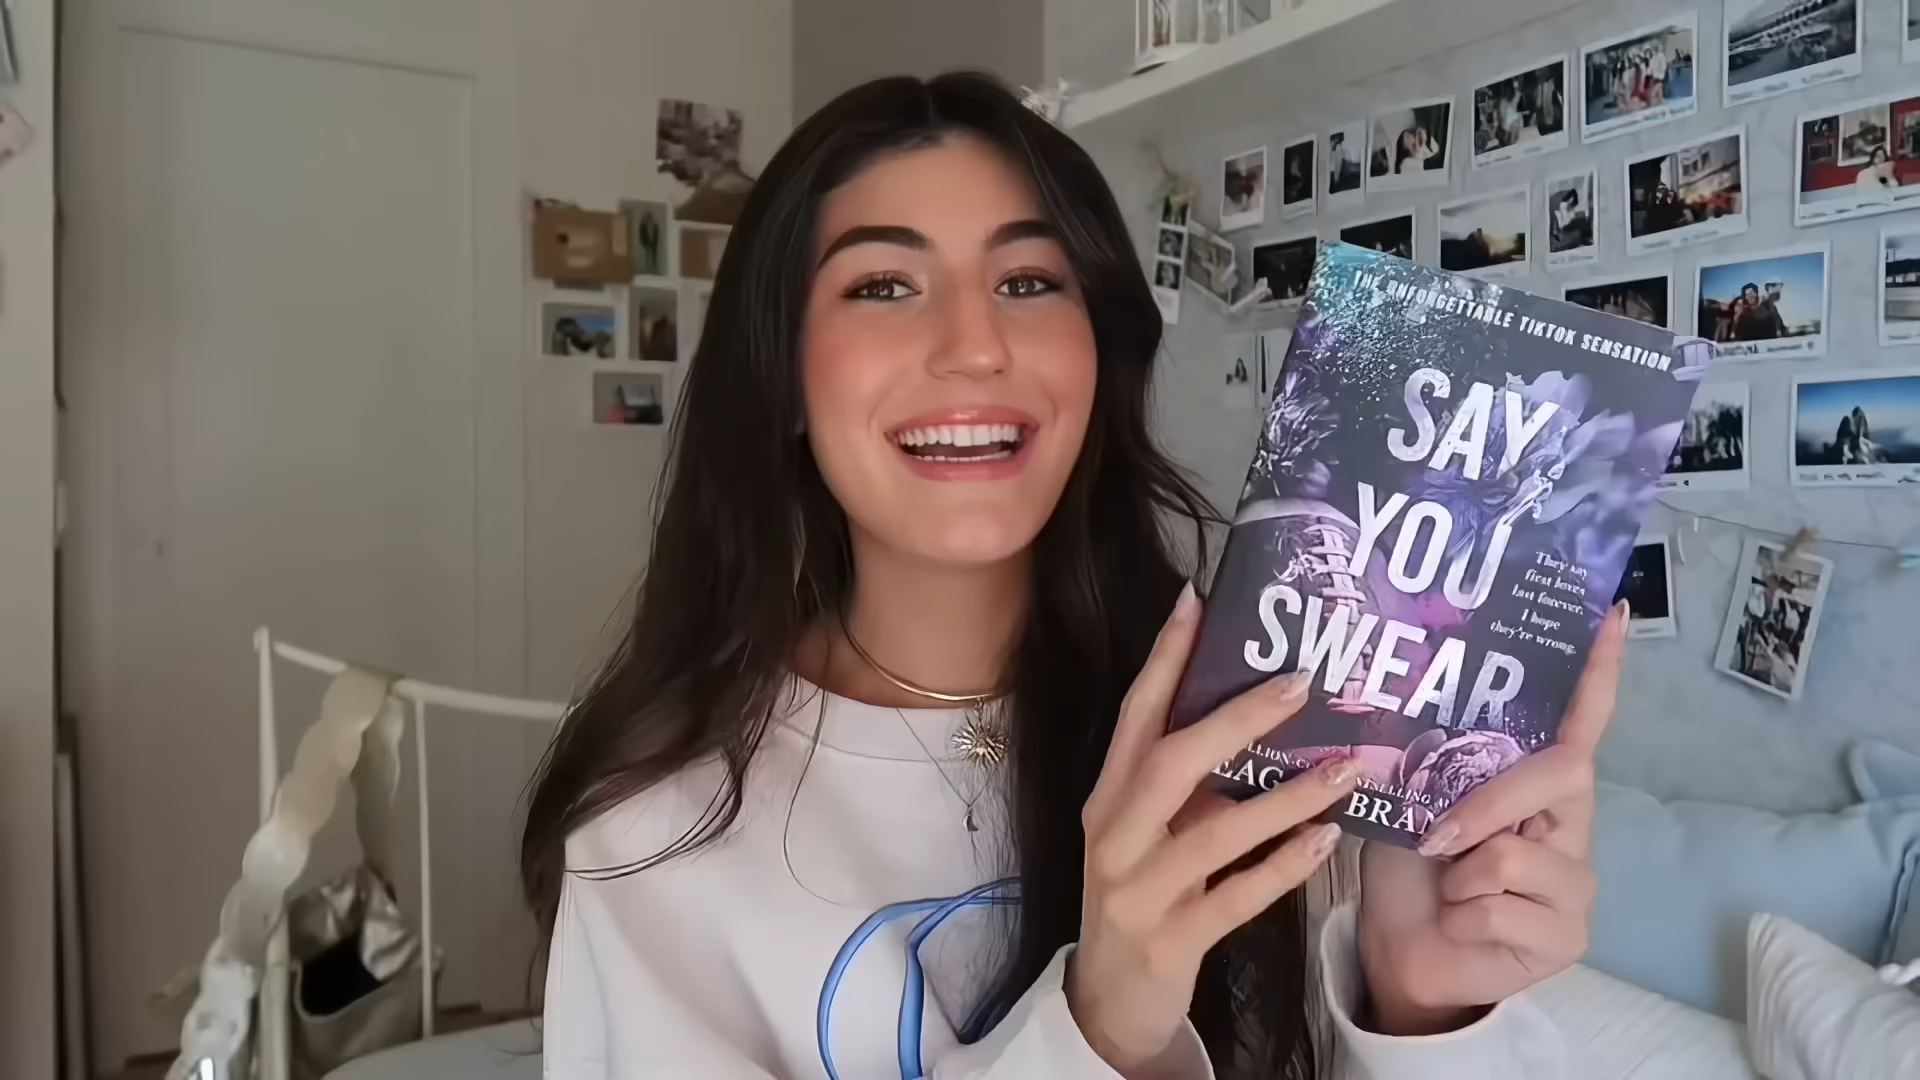 THE UNFORGETTABLE TIKTOK SENSATION
SAY
YOU
SWEAR
They say
first loves
last forever.
I hope
they're wrong.